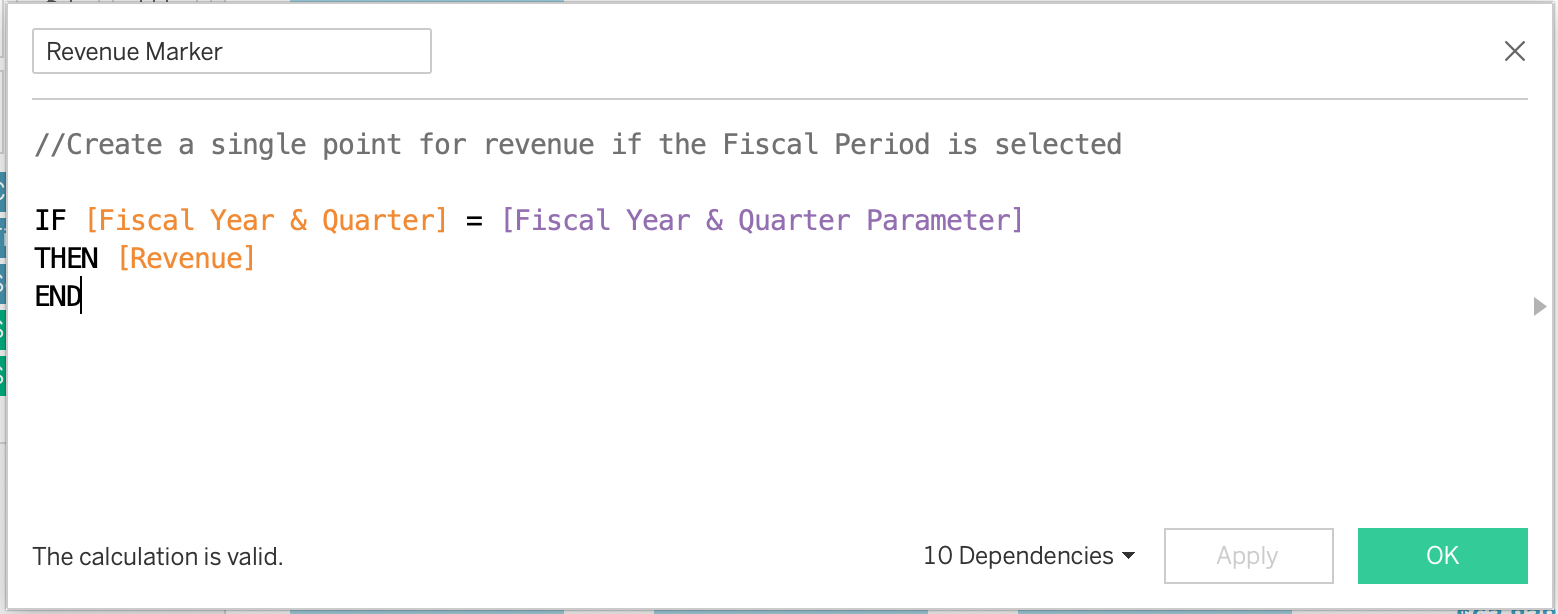 Revenue Marker
//Create a single point for revenue if the Fiscal Period is selected
IF [Fiscal Year & Quarter] = [Fiscal Year & Quarter Parameter]
THEN [Revenue]
END
The calculation is valid.
10 Dependencies
Apply
OK